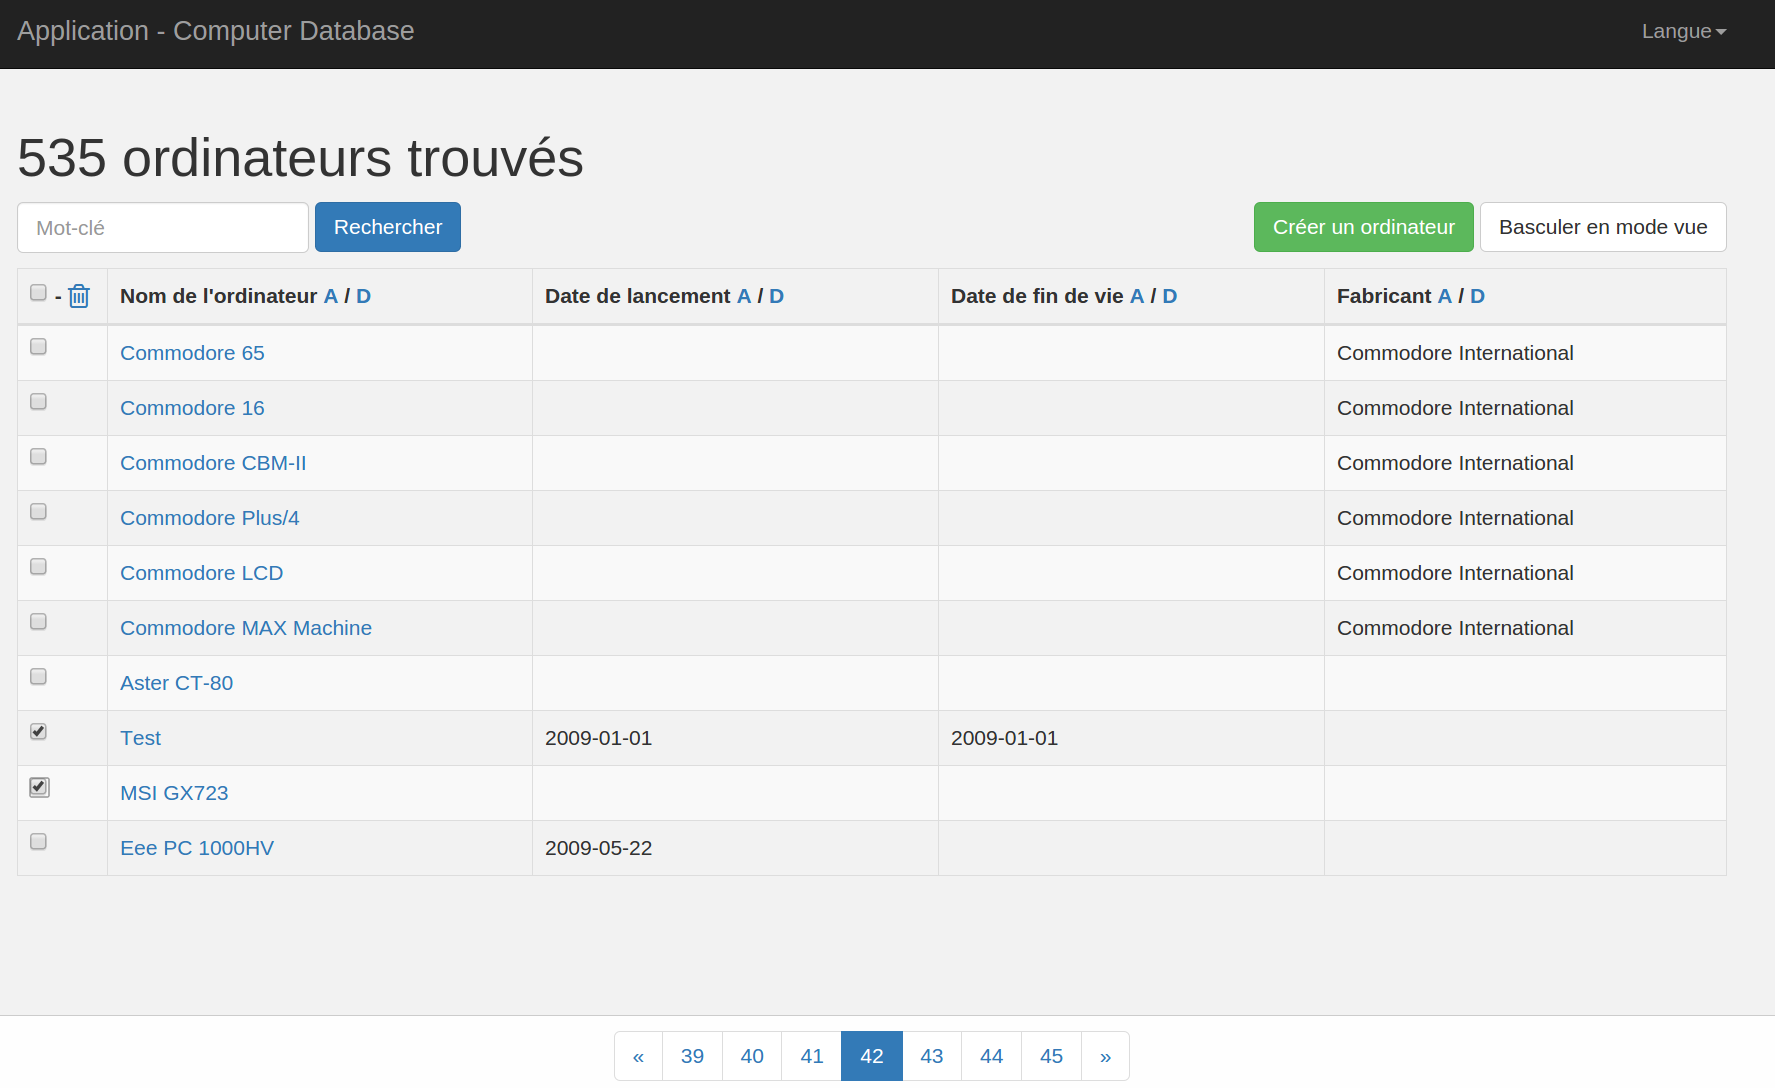 Application - Computer Database Langue
535 ordinateurs trouvés
Mot-clé Rechercher Créer un ordinateur Basculer en mode vue
- Nom de l'ordinateur A / D Date de lancement A / D Date de fin de vie A / D Fabricant A / D
Commodore 65 Commodore International
Commodore 16 Commodore International
Commodore CBM-II Commodore International
Commodore Plus/4 Commodore International
Commodore LCD Commodore International
Commodore MAX Machine Commodore International
Aster CT-80
Test 2009-01-01 2009-01-01
MSI GX723
Eee PC 1000HV 2009-05-22
« 39 40 41 42 43 44 45 »